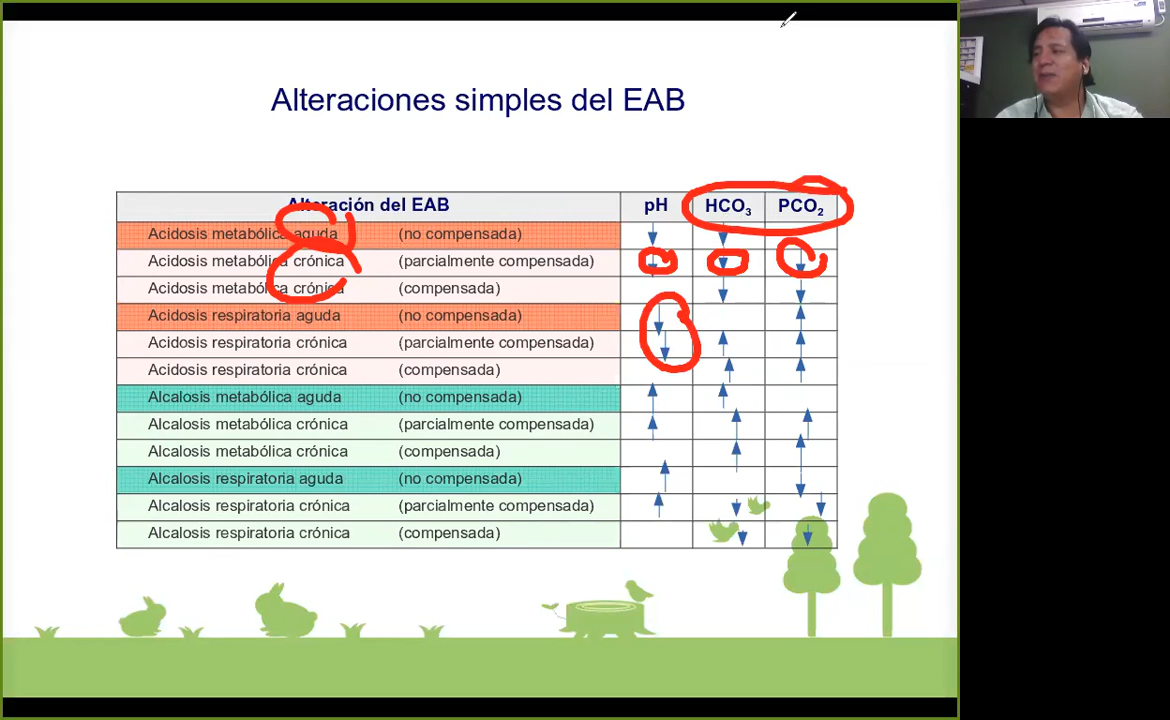 Alteraciones simples del EAB
Alteración del EAB pH HCO3 PCO2
Acidosis metabólica aguda (no compensada)
Acidosis metabólica crónica (parcialmente compensada)
Acidosis metabólica crónica (compensada)
Acidosis respiratoria aguda (no compensada)
Acidosis respiratoria crónica (parcialmente compensada)
Acidosis respiratoria crónica (compensada)
Alcalosis metabólica aguda (no compensada)
Alcalosis metabólica crónica (parcialmente compensada)
Alcalosis metabólica crónica (compensada)
Alcalosis respiratoria aguda (no compensada)
Alcalosis respiratoria crónica (parcialmente compensada)
Alcalosis respiratoria crónica (compensada)